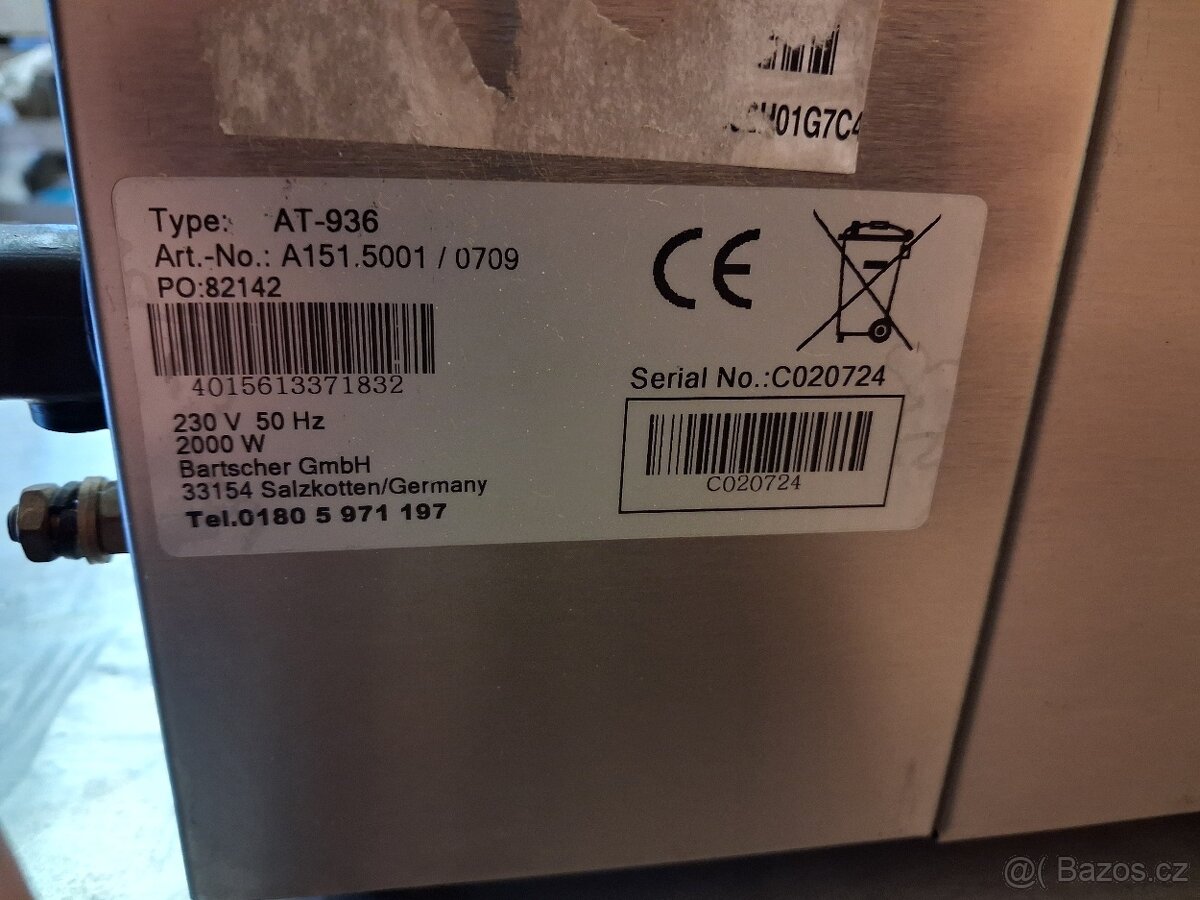 Type: AT-936
Art.-No.: A151.5001 / 0709
PO:82142
4015613371832
230 V 50 Hz
2000 W
Bartscher GmbH
33154 Salzkotten/Germany
Tel.0180 5 971 197
CE
Serial No.:C020724
C020724
@( Bazos.cz